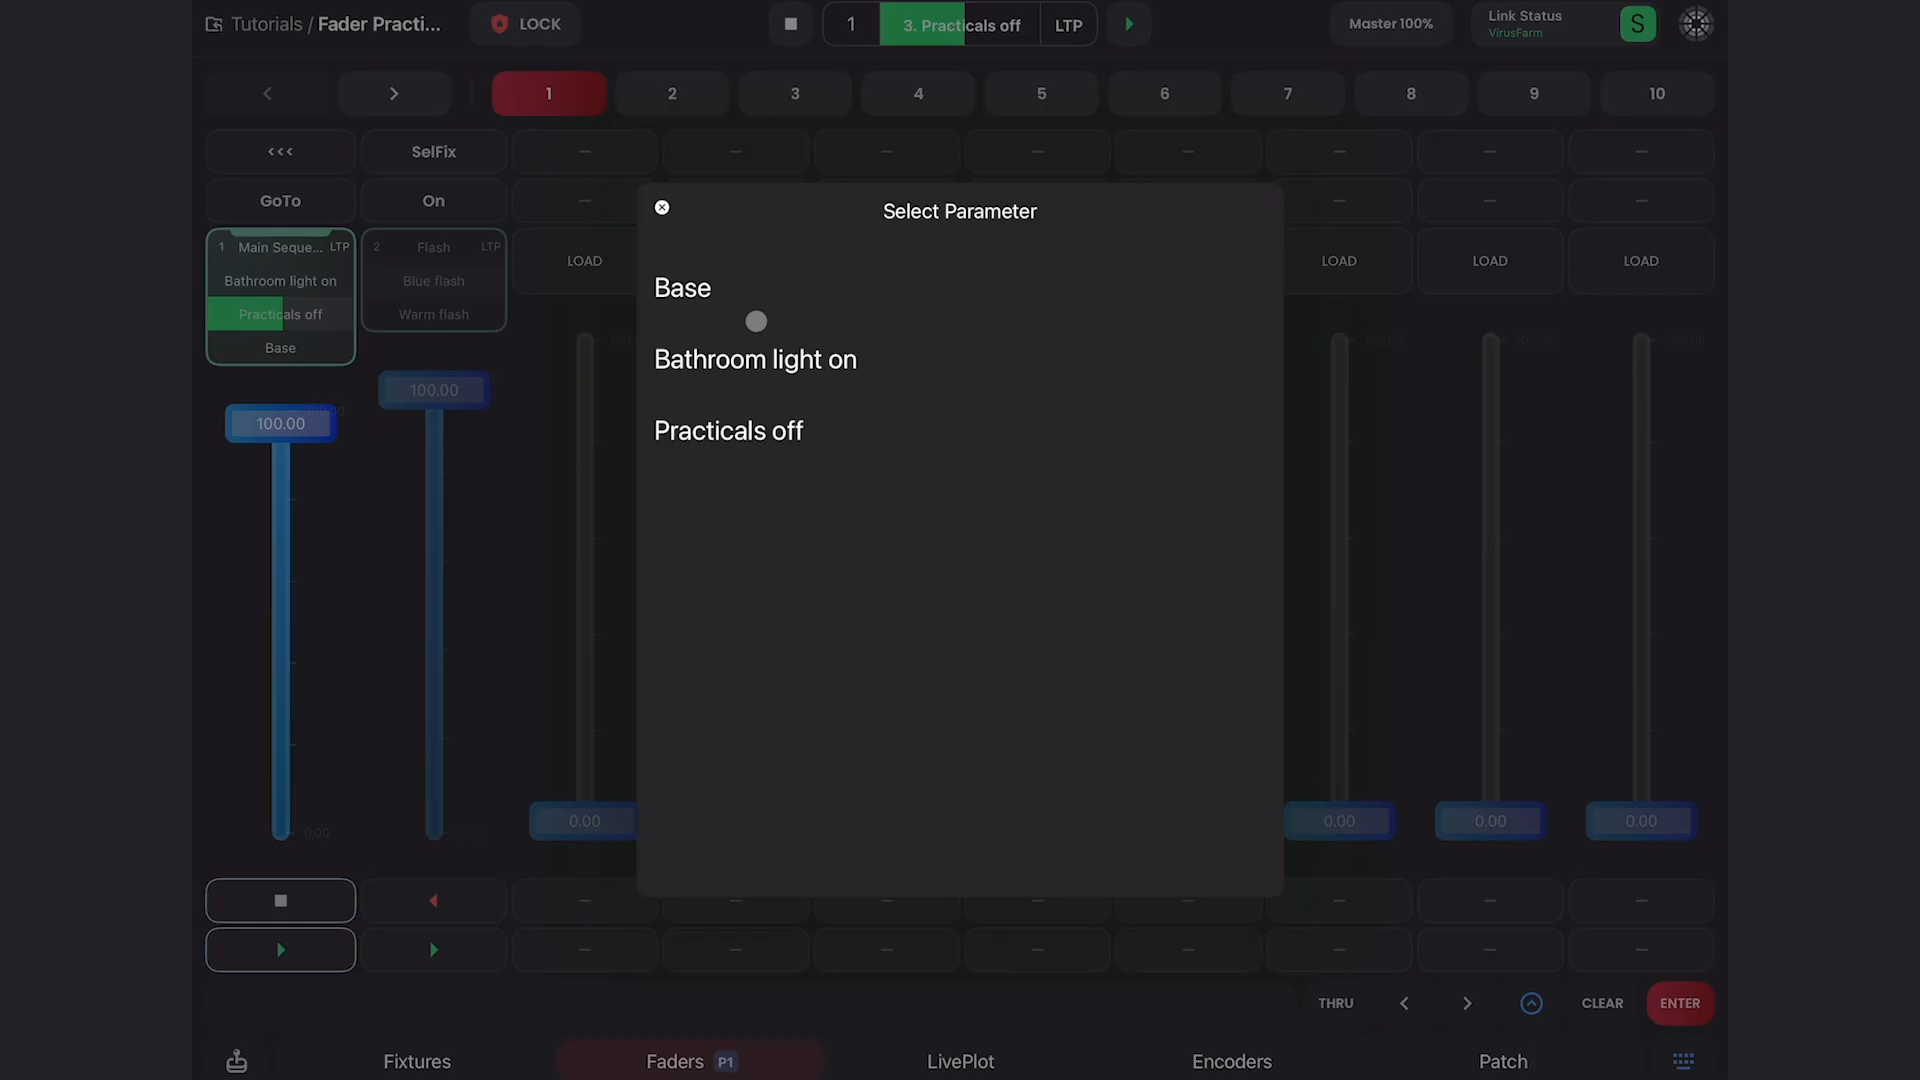 Tutorials / Fader Practi...
LOCK
1
3. Practicals off
LTP
Master 100%
Link Status
VirusFarm
S
1
2
3
4
5
6
7
8
9
10
<<<
SelFix
GoTo
On
1 Main Seque... LTP
Bathroom light on
Practicals off
Base
2 Flash LTP
Blue flash
Warm flash
LOAD
LOAD
LOAD
LOAD
Select Parameter
Base
Bathroom light on
Practicals off
100.00
100.00
0.00
0.00
0.00
0.00
0.00
THRU
CLEAR
ENTER
Fixtures
Faders P1
LivePlot
Encoders
Patch